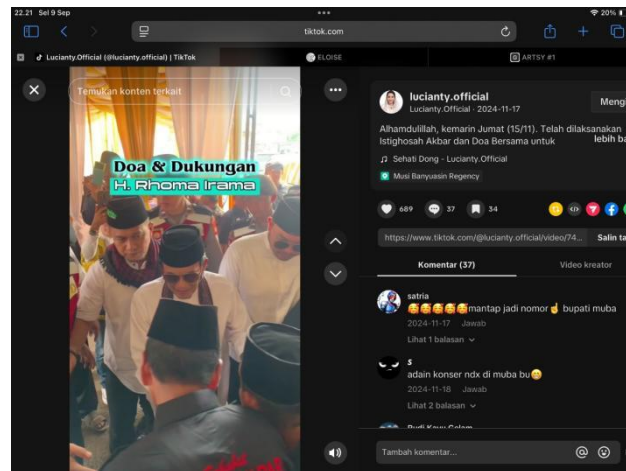 22.21 Sel 9 Sep
20%
tiktok.com
Lucianty.Official (@lucianty.official) | TikTok
ELOISE
ARTSY #1
Temukan konten terkait
Doa & Dukungan
H. Rhoma Irama
lucianty.official
Lucianty.Official · 2024-11-17
Mengi
Alhamdulillah, kemarin Jumat (15/11). Telah dilaksanakan
Istighosah Akbar dan Doa Bersama untuk
lebih ba
Sehati Dong - Lucianty.Official
Musi Banyuasin Regency
689 37 34
https://www.tiktok.com/@lucianty.official/video/74...
Salin ta
Komentar (37)
Video kreator
satria
🥰🥰🥰🥰🥰mantap jadi nomor☝ bupati muba
2024-11-17 Jawab
Lihat 1 balasan
s
adain konser ndx di muba bu😁
2024-11-18 Jawab
Lihat 2 balasan
Tambah komentar...